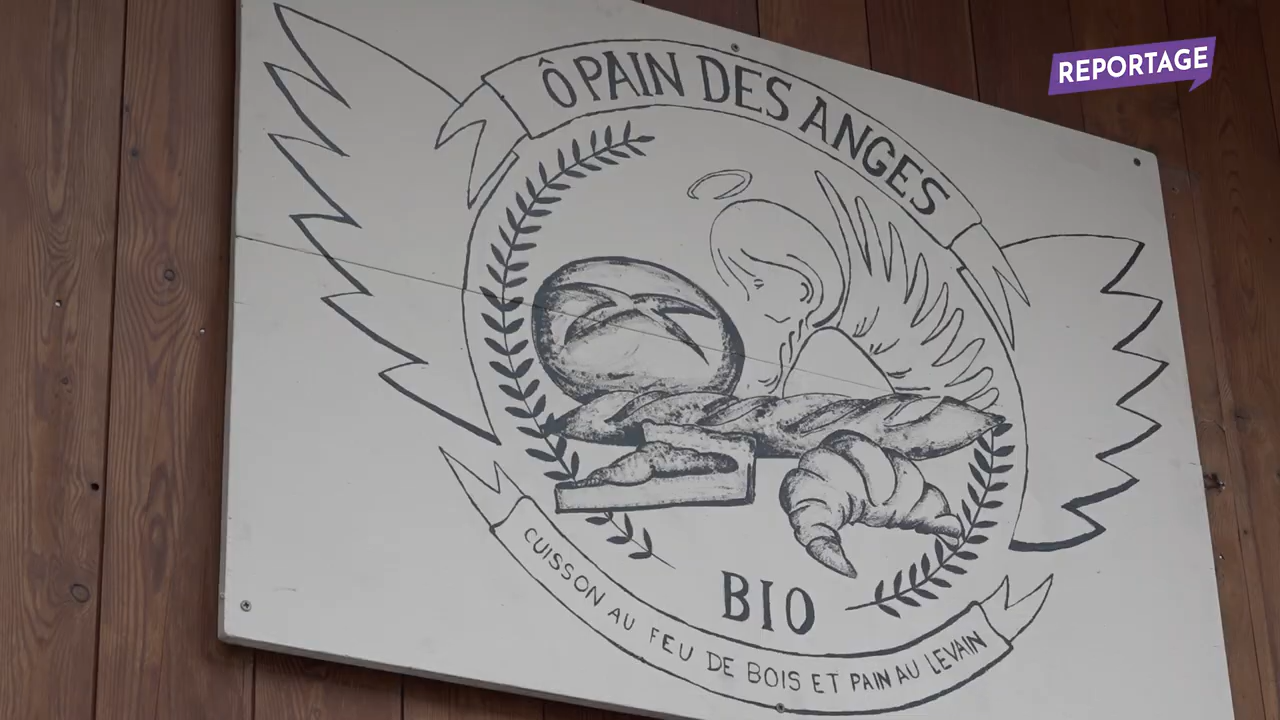 REPORTAGE
Ô PAIN DES ANGES
BIO
CUISSON AU FEU DE BOIS ET PAIN AU LEVAIN